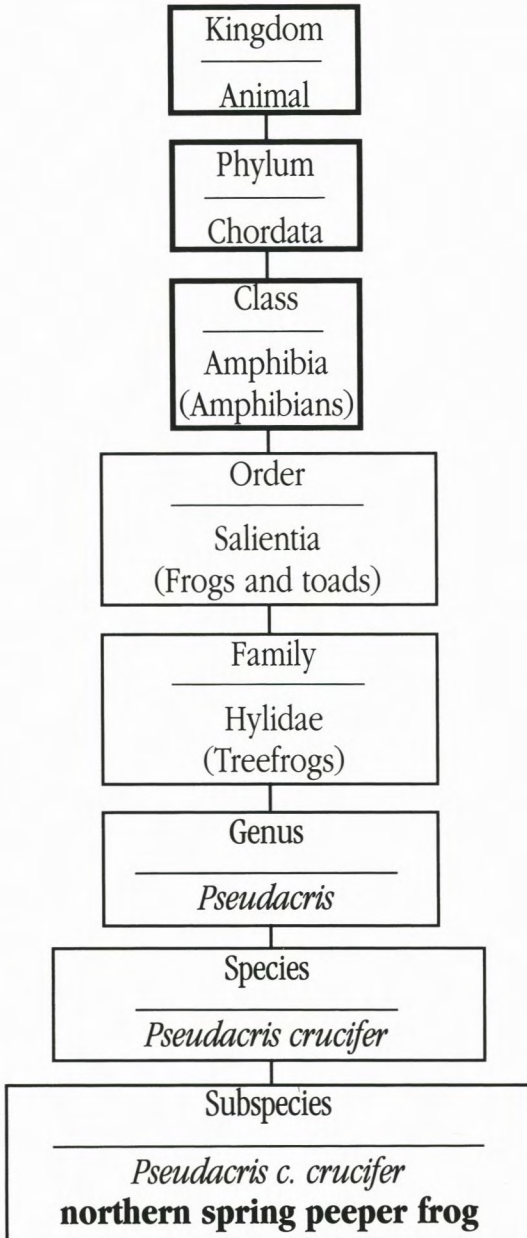 Kingdom
Animal
Phylum
Chordata
Class
Amphibia
(Amphibians)
Order
Salientia
(Frogs and toads)
Family
Hylidae
(Treefrogs)
Genus
Pseudacris
Species
Pseudacris crucifer
Subspecies
Pseudacris c. crucifer
northern spring peeper frog